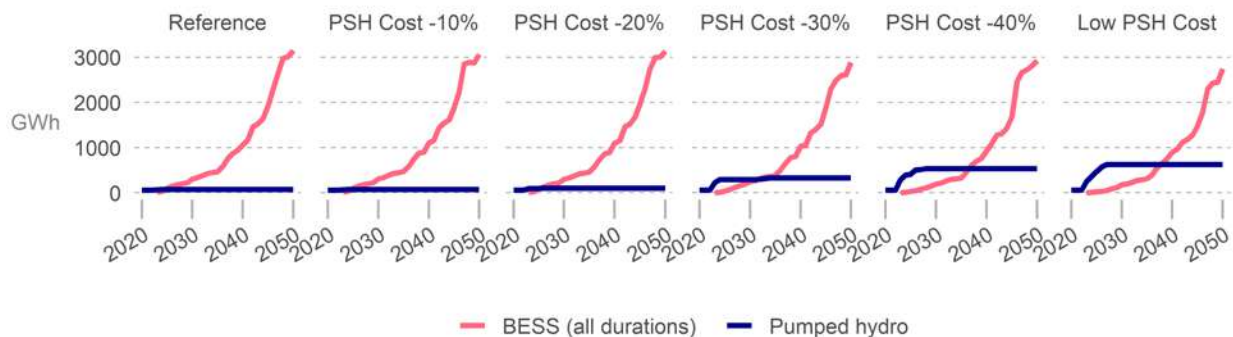 Reference PSH Cost -10% PSH Cost -20% PSH Cost -30% PSH Cost -40% Low PSH Cost
3000
2000
GWh
1000
0
2020 2030 2040 2050 2020 2030 2040 2050 2020 2030 2040 2050 2020 2030 2040 2050 2020 2030 2040 2050 2020 2030 2040 2050
BESS (all durations) Pumped hydro